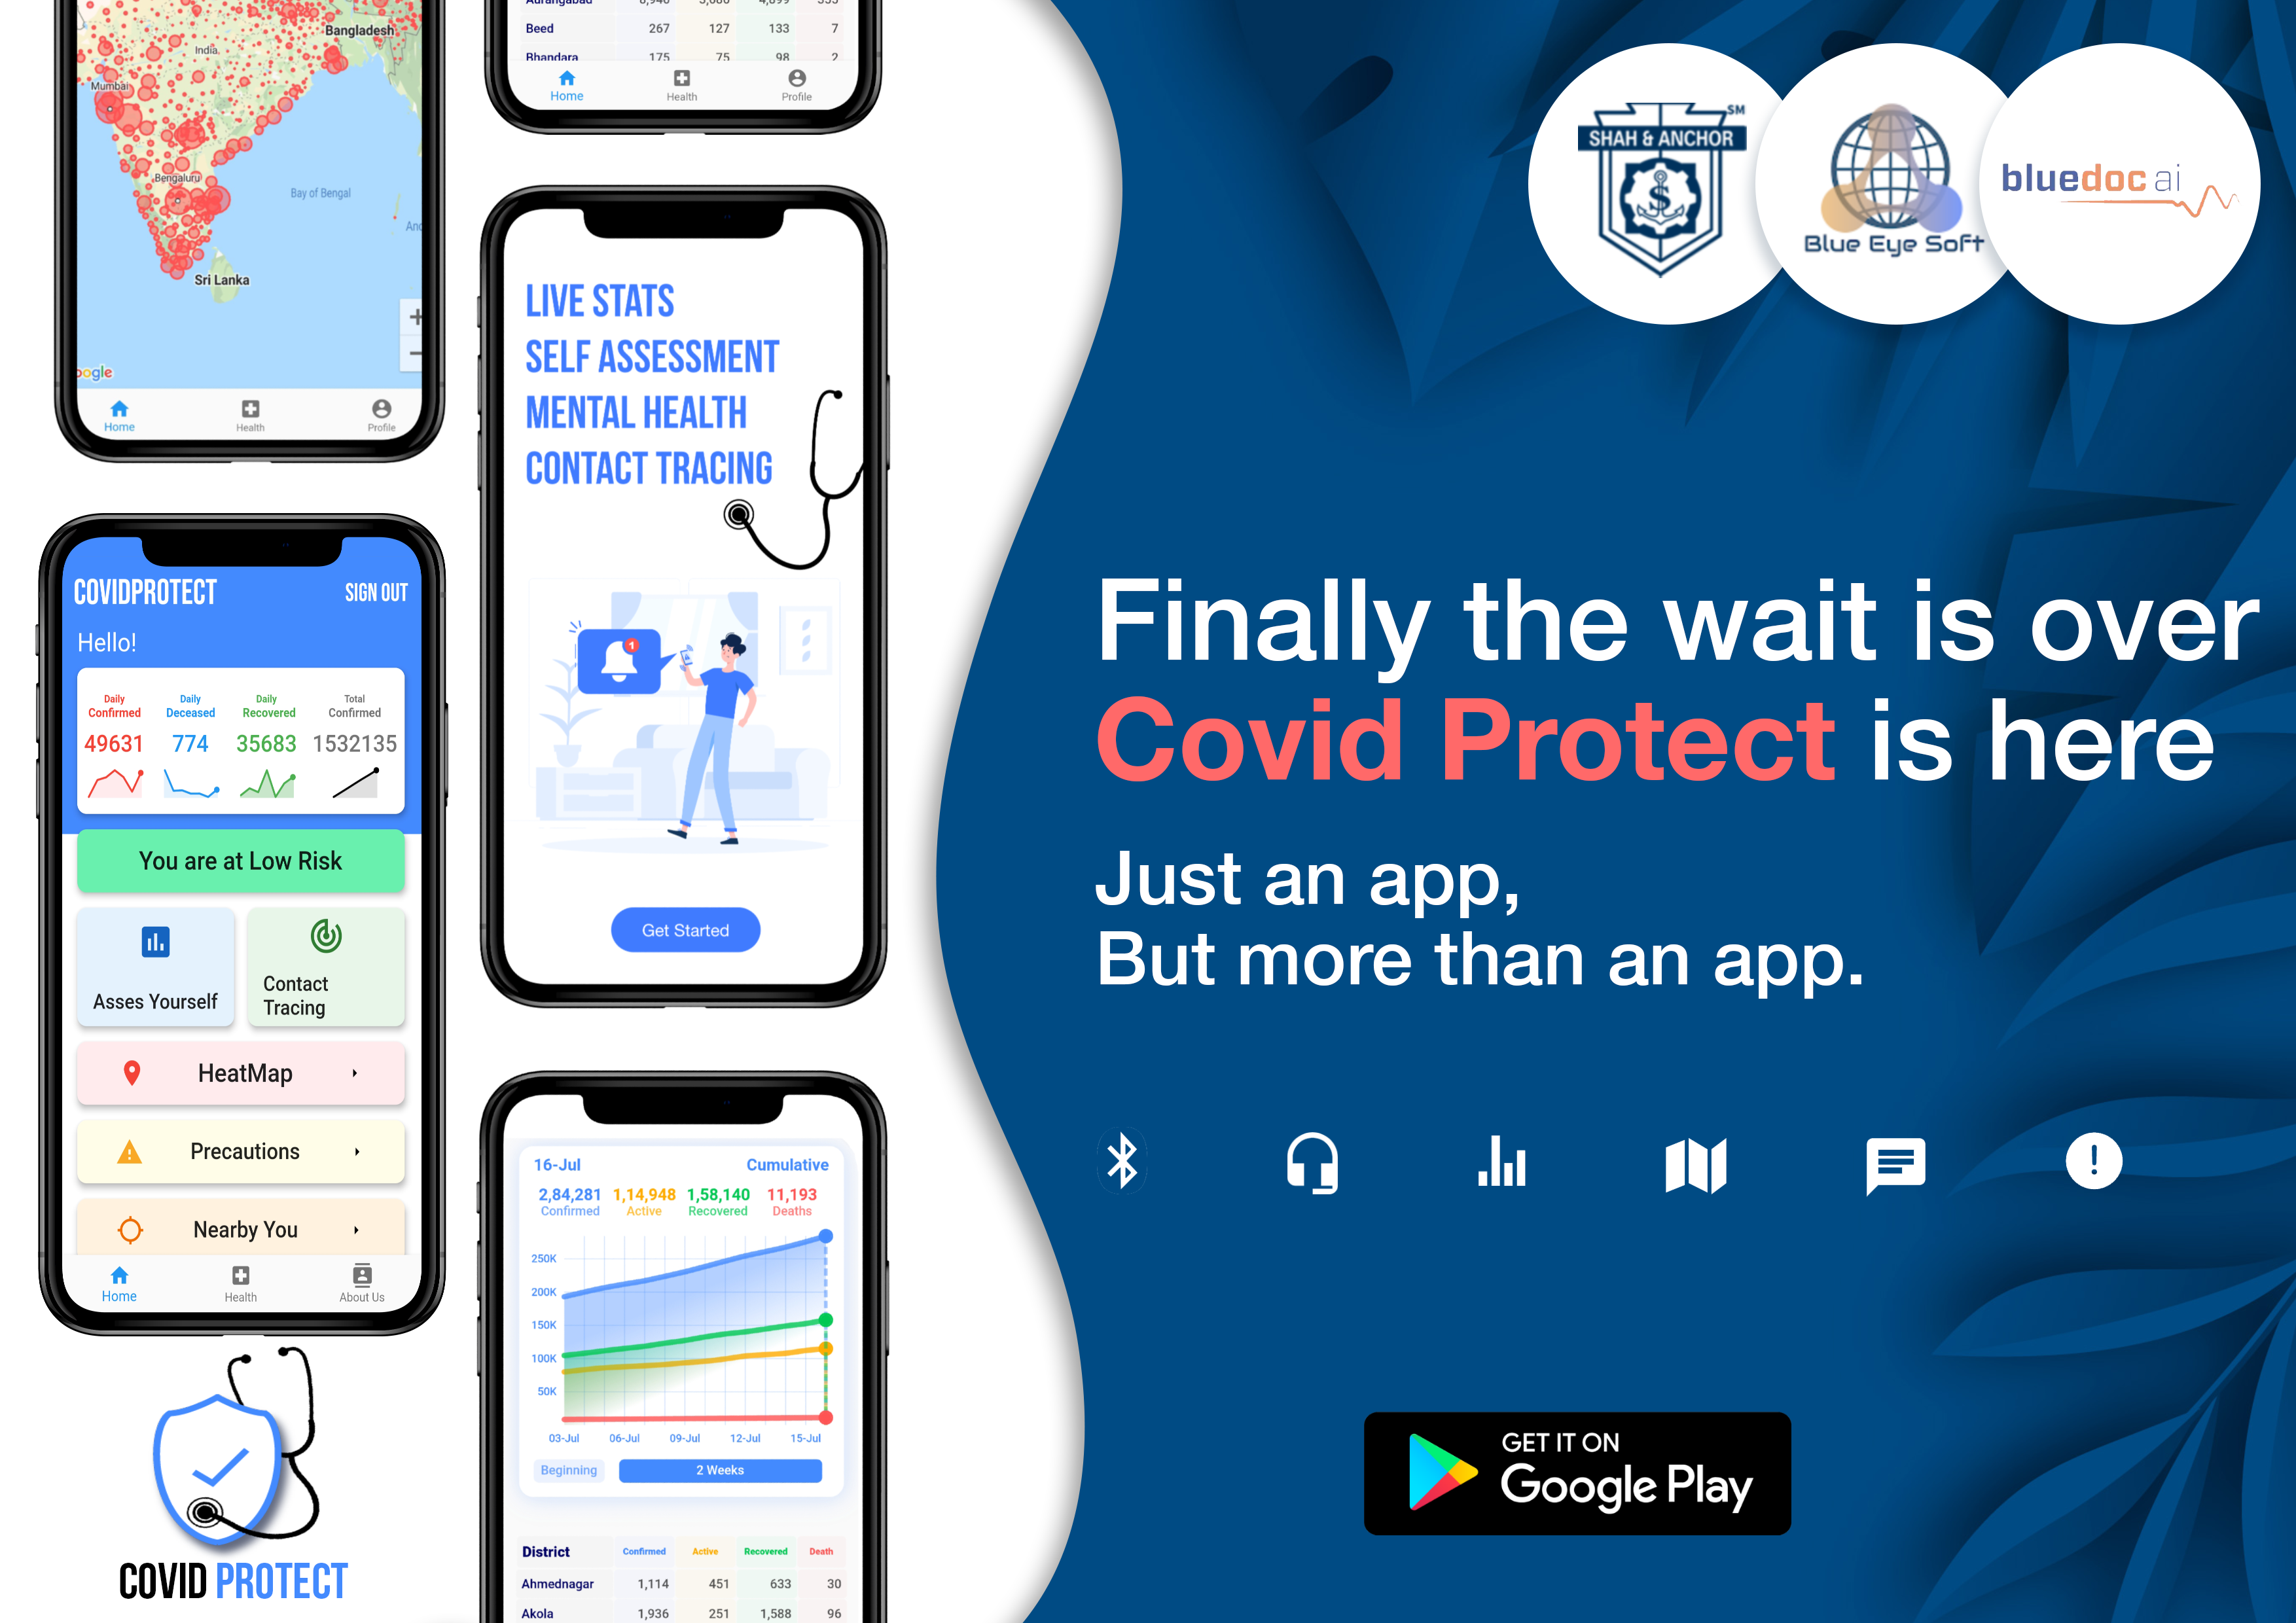 India
Bangladesh
Mumbai
Bengaluru
Bay of Bengal
Sri Lanka
Home Health Profile
COVIDPROTECT SIGN OUT
Hello!
Daily Daily Daily Total
Confirmed Deceased Recovered Confirmed
49631 774 35683 1532135
You are at Low Risk
Asses Yourself
Contact
Tracing
HeatMap
Precautions
Nearby You
Home Health About Us
COVID PROTECT
Beed 267 127 133 7
Bhandara 175 75 98 2
Home Health Profile
LIVE STATS
SELF ASSESSMENT
MENTAL HEALTH
CONTACT TRACING
1
Get Started
16-Jul Cumulative
2,84,281 1,14,948 1,58,140 11,193
Confirmed Active Recovered Deaths
250K
200K
150K
100K
50K
03-Jul 06-Jul 09-Jul 12-Jul 15-Jul
Beginning 2 Weeks
District Confirmed Active Recovered Death
Ahmednagar 1,114 451 633 30
Akola 1,936 251 1,588 96
SHAH & ANCHOR SM
Blue Eye Soft
bluedoc ai
Finally the wait is over
Covid Protect is here
Just an app,
But more than an app.
GET IT ON
Google Play